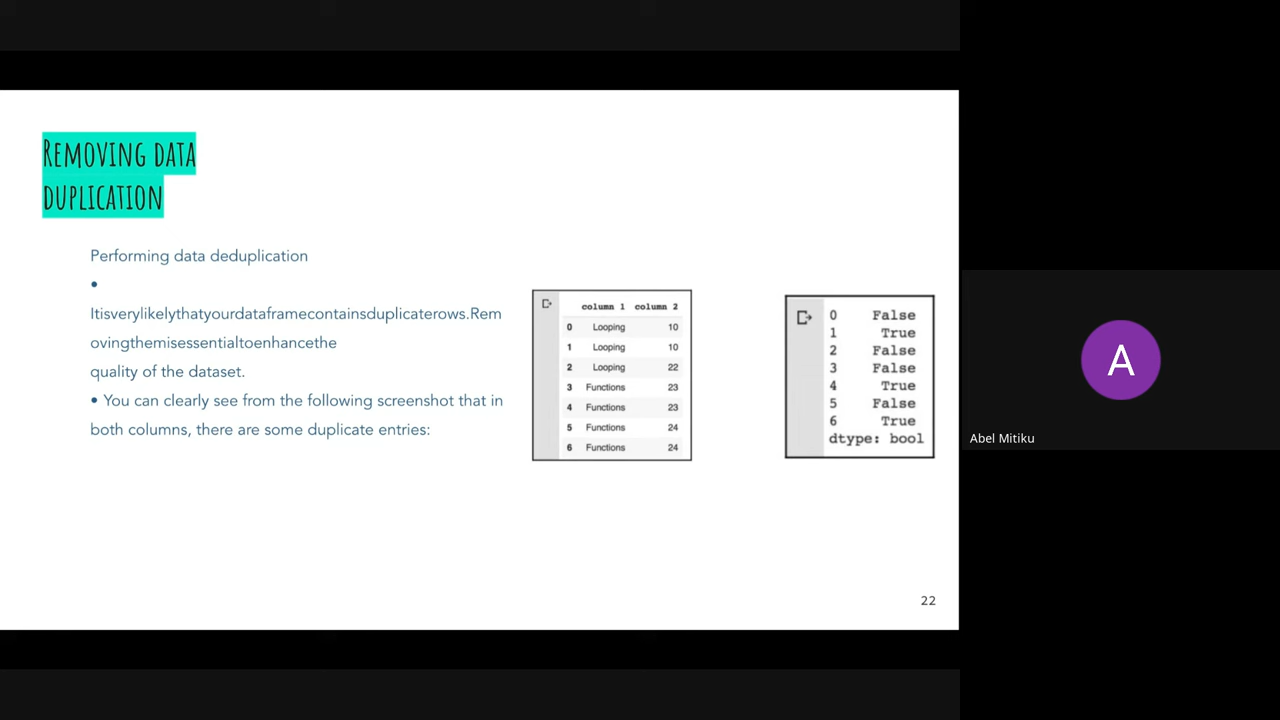 Removing data
duplication
Performing data deduplication
•
Itisverylikelythatyourdataframecontainsduplicaterows.Rem
ovingthemisessentialtoenhancethe
quality of the dataset.
• You can clearly see from the following screenshot that in
both columns, there are some duplicate entries:
column 1 column 2
0 Looping 10
1 Looping 10
2 Looping 22
3 Functions 23
4 Functions 23
5 Functions 24
6 Functions 24
0 False
1 True
2 False
3 False
4 True
5 False
6 True
dtype: bool
22
A
Abel Mitiku